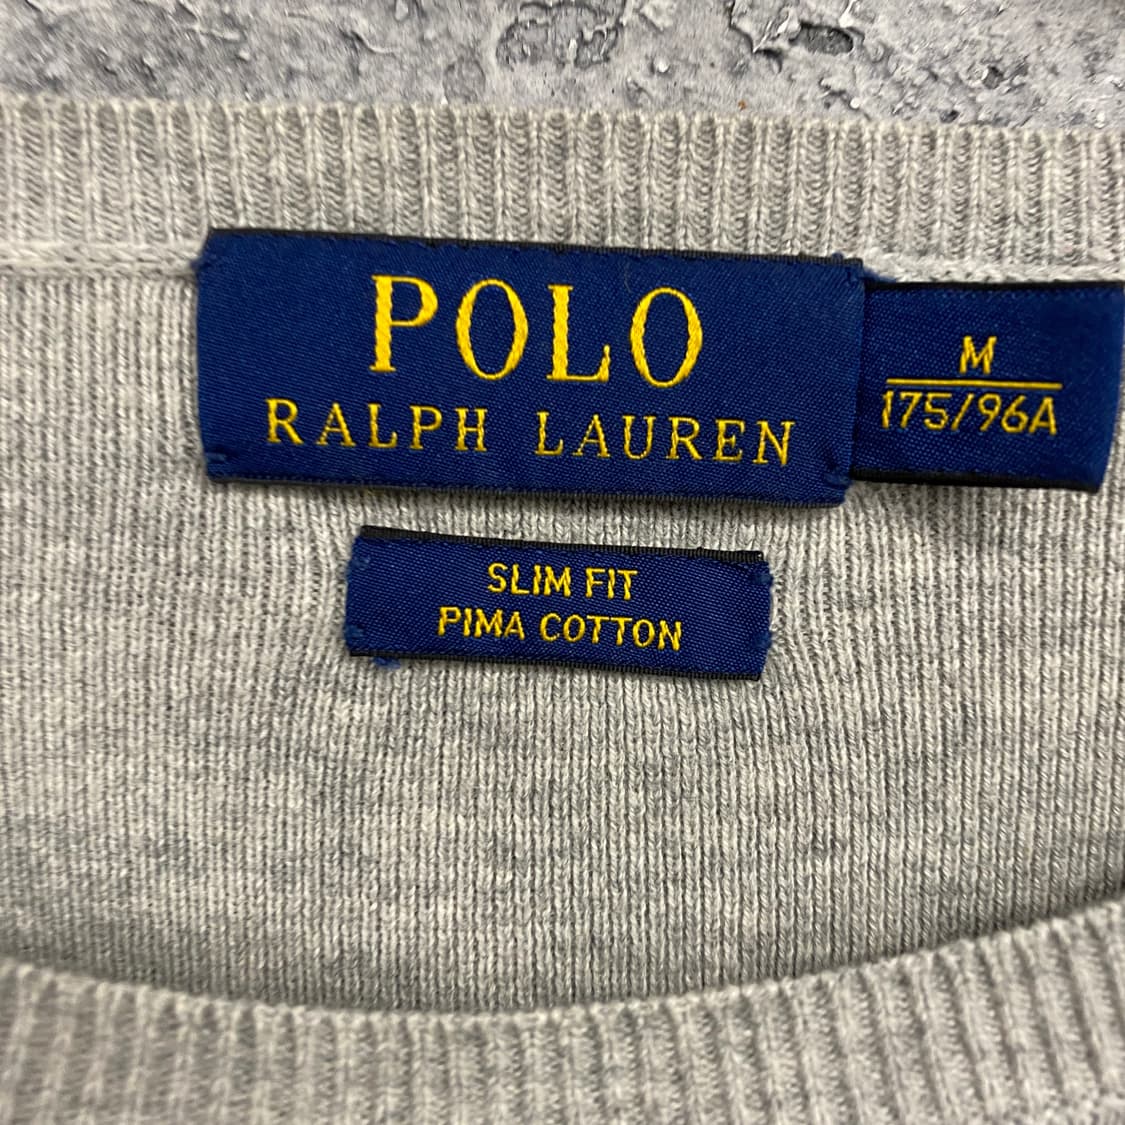 POLO
RALPH LAUREN
M
175/96A
SLIM FIT
PIMA COTTON